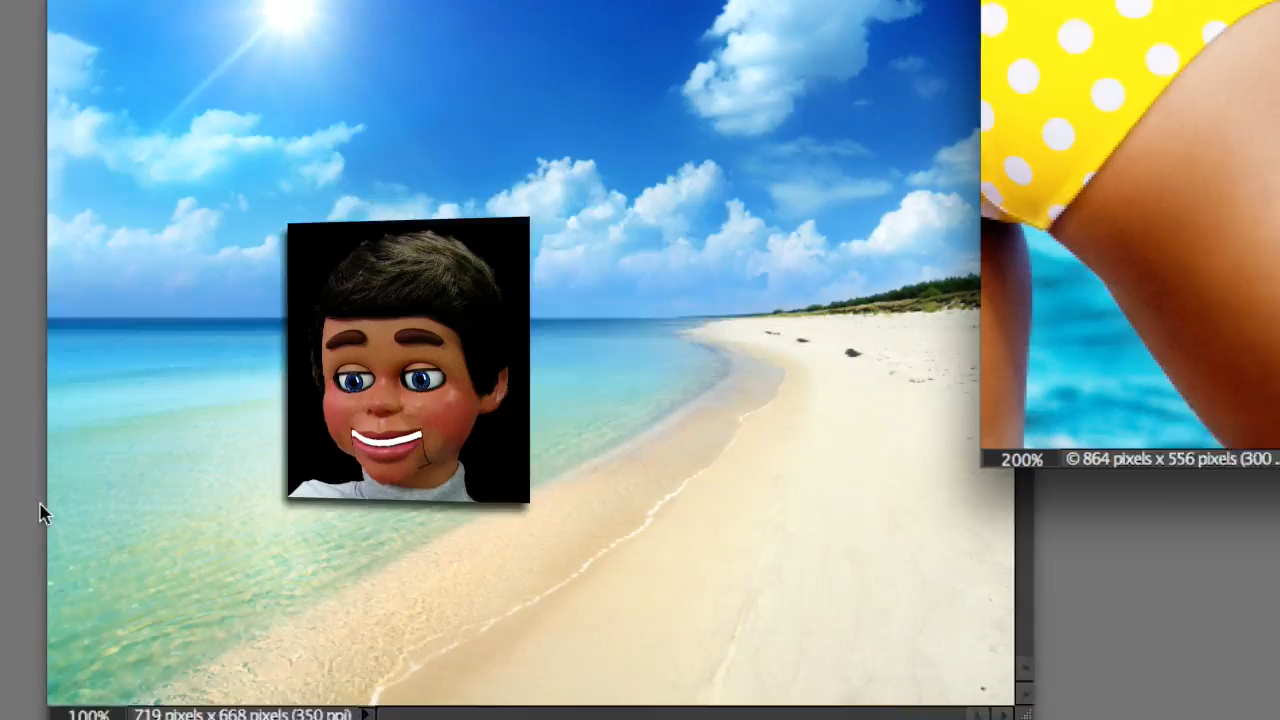 200% © 864 pixels x 556 pixels (300 ..
100% 719 pixels x 668 pixels (350 ppi)